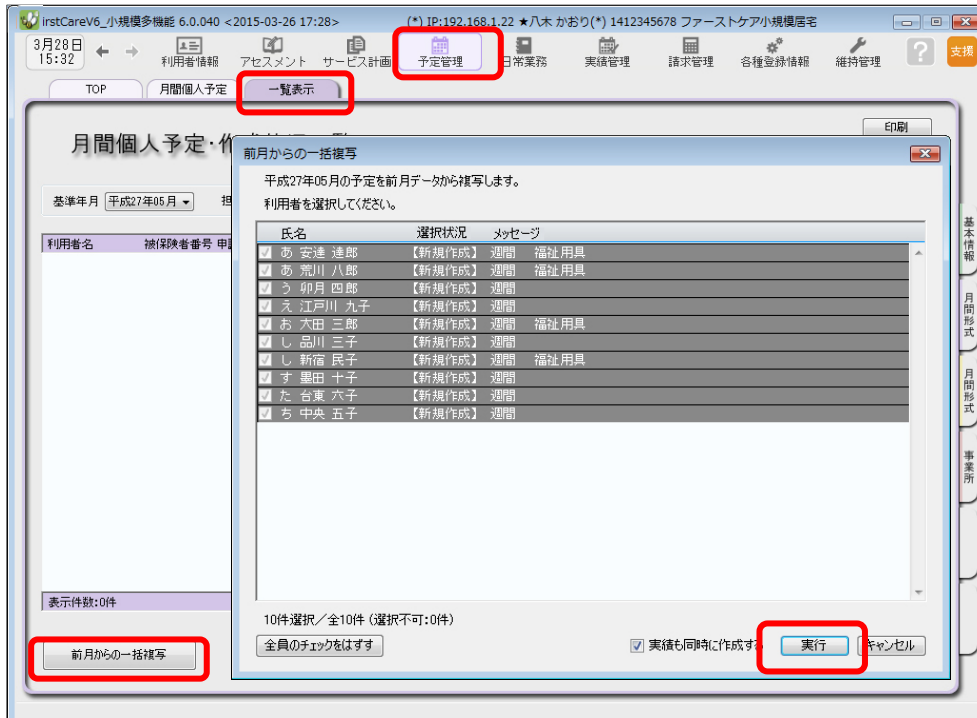 irstCareV6_小規模多機能 6.0.040 <2015-03-26 17:28> (*) IP:192.168.1.22 ★八木 かおり(*) 1412345678 ファーストケア小規模居宅
3月28日
15:32
利用者情報 アセスメント サービス計画 予定管理 日常業務 実績管理 請求管理 各種登録情報 維持管理 ? 支援
TOP 月間個人予定 一覧表示
印刷
月間個人予定・作
基準年月 平成27年05月 担
利用者名 被保険者番号 申
前月からの一括複写
平成27年05月の予定を前月データから複写します。
利用者を選択してください。
氏名 選択状況 メッセージ
あ 安達 達郎 【新規作成】 週間 福祉用具
あ 荒川 八郎 【新規作成】 週間 福祉用具
う 卯月 四郎 【新規作成】 週間
え 江戸川 九子 【新規作成】 週間
お 大田 三郎 【新規作成】 週間 福祉用具
し 品川 三子 【新規作成】 週間
し 新宿 民子 【新規作成】 週間 福祉用具
す 墨田 十子 【新規作成】 週間
た 台東 六子 【新規作成】 週間
ち 中央 五子 【新規作成】 週間
10件選択/全10件 (選択不可:0件)
全員のチェックをはずす 実績も同時に作成す 実行 キャンセル
表示件数:0件
前月からの一括複写
基本情報
月間形式
月間形式
事業所